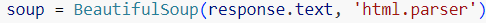 soup = BeautifulSoup(response.text, 'html.parser')